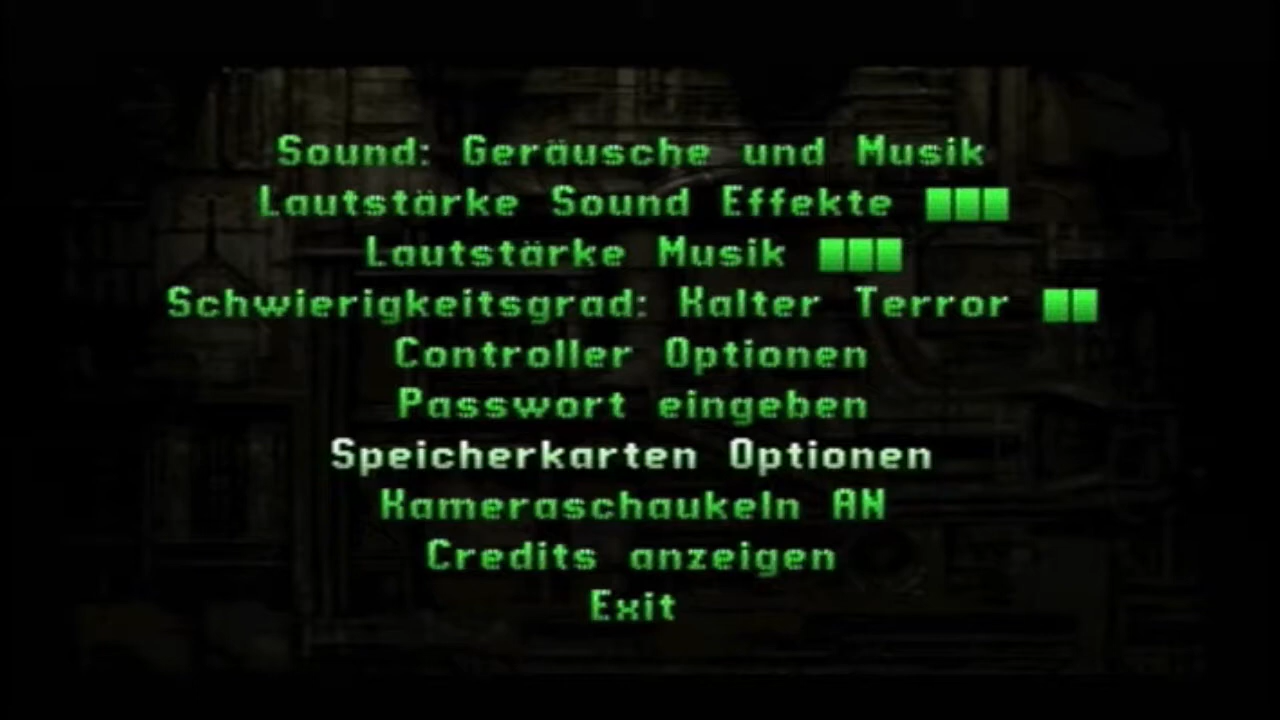 Sound: Geräusche und Musik
Lautstärke Sound Effekte
Lautstärke Musik
Schwierigkeitsgrad: Kalter Terror
Controller Optionen
Passwort eingeben
Speicherkarten Optionen
Kameraschaukeln AN
Credits anzeigen
Exit